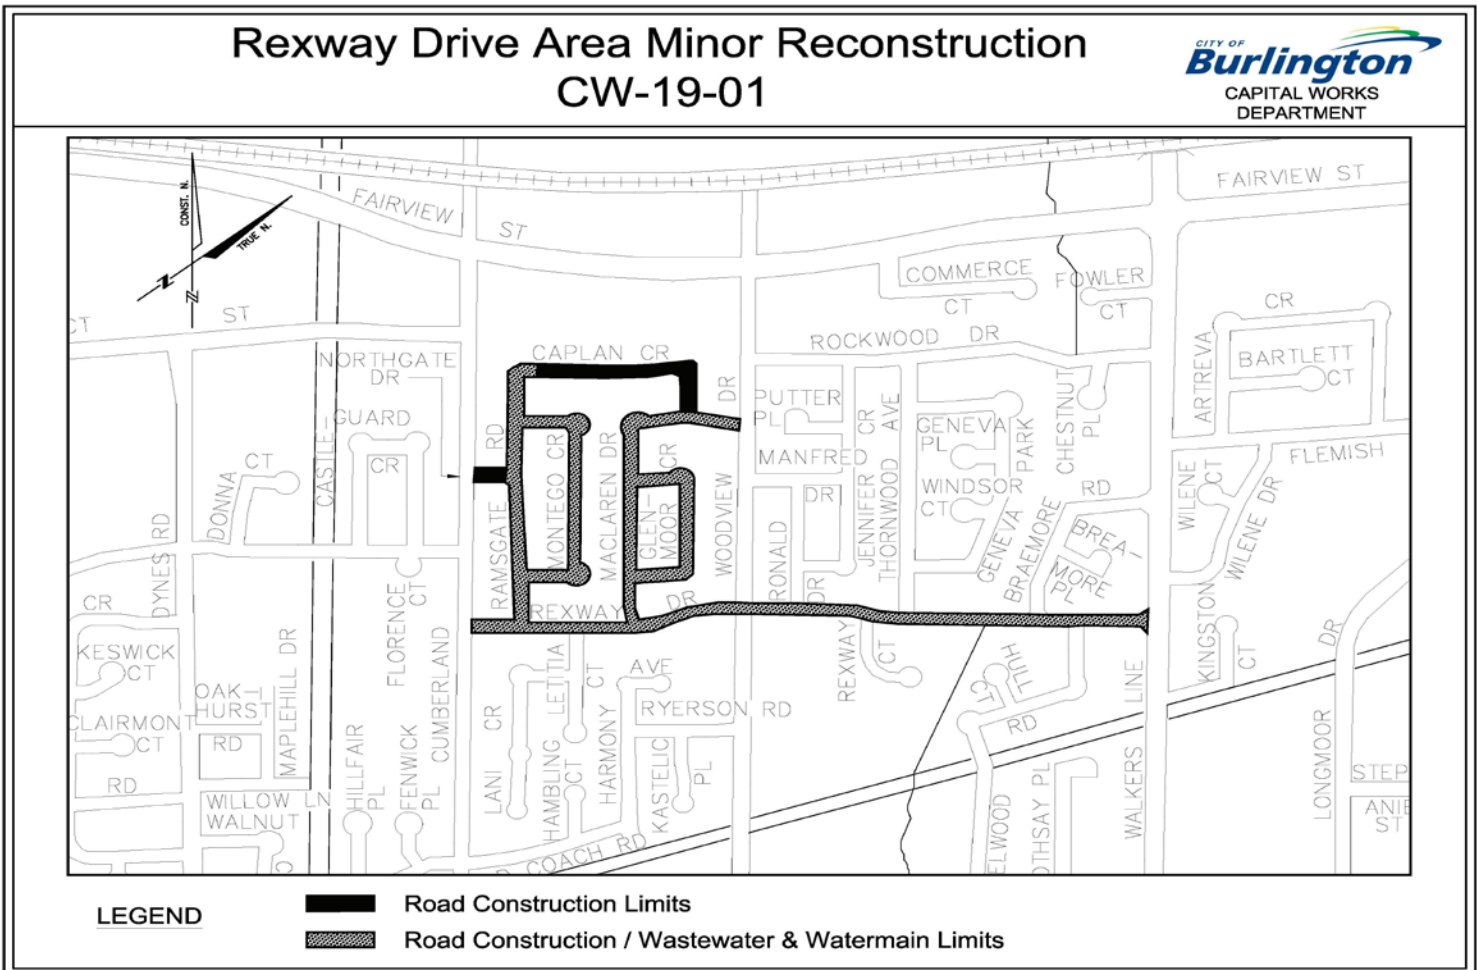 Rexway Drive Area Minor Reconstruction
CW-19-01
CITY OF
Burlington
CAPITAL WORKS
DEPARTMENT
CONST. N.
TRUE N.
N
N
FAIRVIEW
ST
FAIRVIEW ST
COMMERCE
CT
FOWLER
CT
CT
ST
ROCKWOOD DR
CR
ARTREVA
BARTLETT
CT
NORTHGATE
DR
CAPLAN CR
DR
PUTTER
PL
GUARD
CR
CASTLE-
RD
MONTEGO CR
MACLAREN DR
CR
GLEN-
MOOR
WOODVIEW
MANFRED
DR
RONALD
DR
JENNIFER CR
THORNWOOD AVE
GENEVA
PL
GENEVA PARK
WINDSOR
CT
CHESTNUT
PL
RD
BRAEMORE
BREA-
MORE
PL
FLEMISH
WILENE
CT
WILENE DR
DONNA
CT
DYNES RD
RAMSGATE
REXWAY
DR
CR
FLORENCE
CT
CUMBERLAND
KESWICK
CT
OAK-
HURST
RD
MAPLEHILL DR
CLAIRMONT
CT
RD
WILLOW LN
WALNUT
C
HILLFAIR
PL
FENWICK
PL
LANI CR
LETITIA
CT
HAMBLING
CT
HARMONY
AVE
RYERSON RD
KASTELIC
PL
COACH RD
REXWAY
CT
HULL
CT
RD
ELWOOD
OTHSAY PL
WALKERS LINE
KINGSTON
CT
LONGMOOR
DR
STEP
ANIE
ST
LEGEND
Road Construction Limits
Road Construction / Wastewater & Watermain Limits